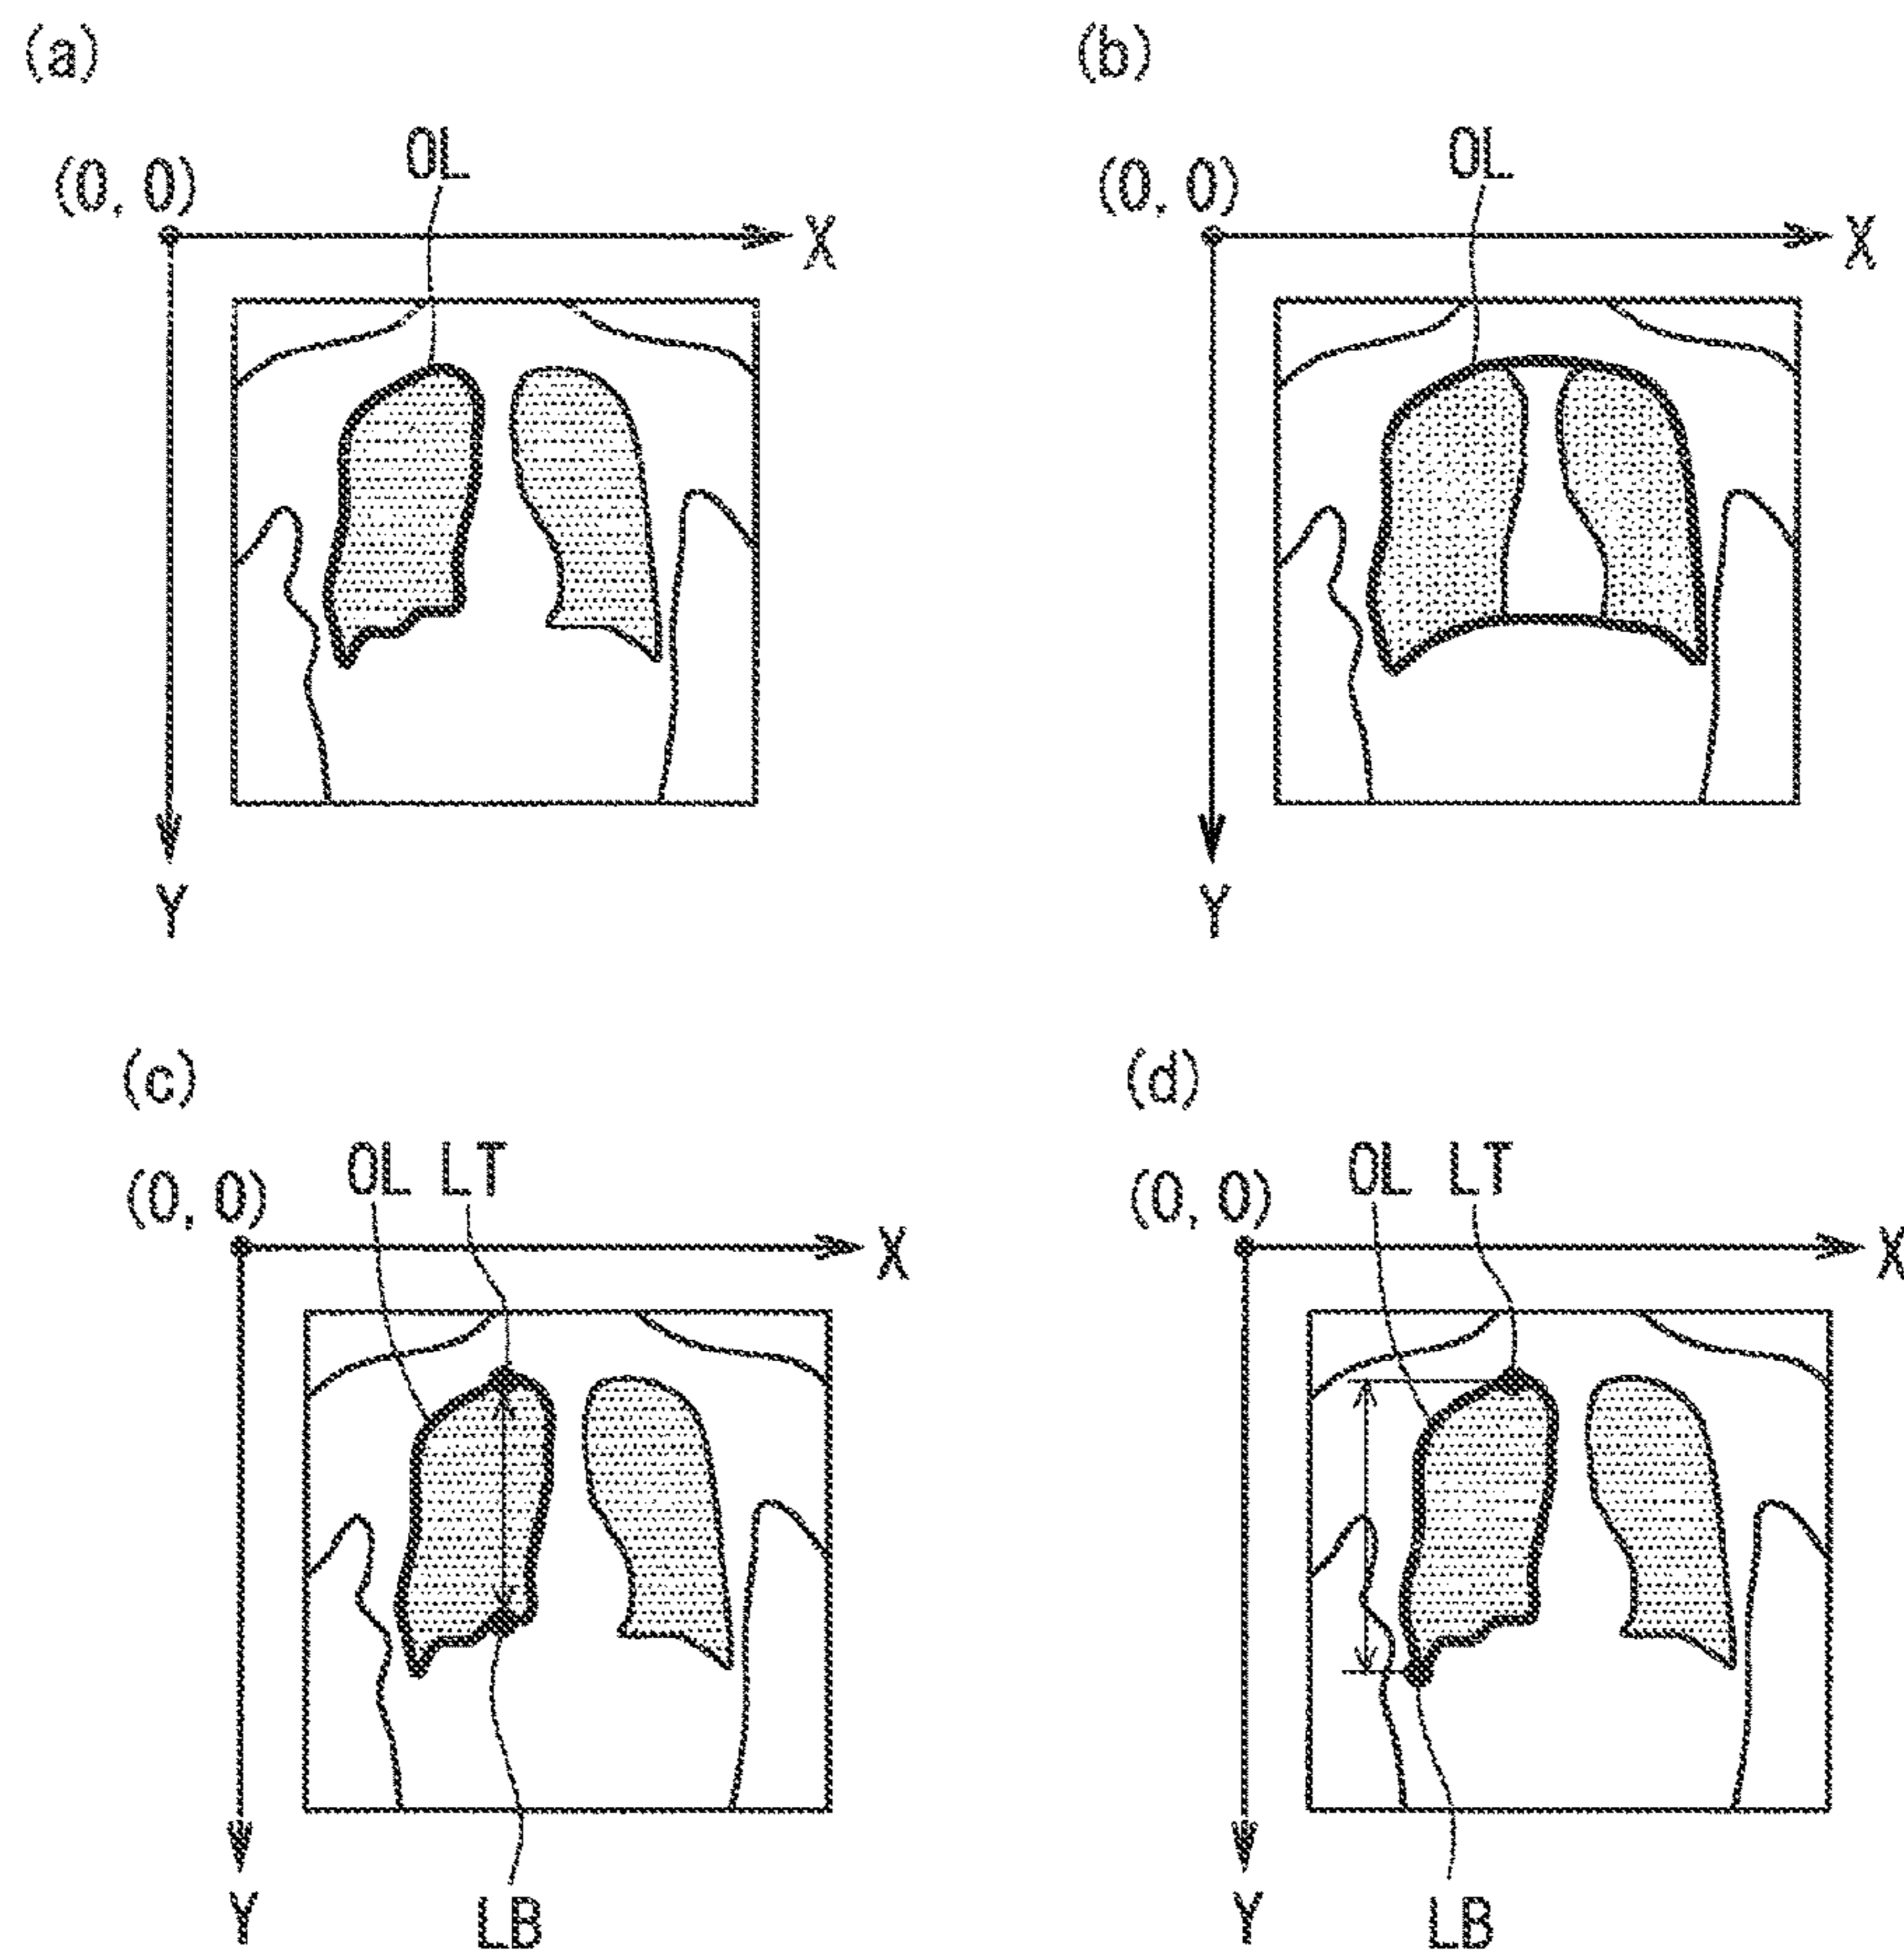 (a)
OL
(0, 0)
X
Y
(b)
OL
(0, 0)
X
Y
(c)
OL LT
(0, 0)
X
Y
LB
(d)
OL LT
(0, 0)
X
Y
LB